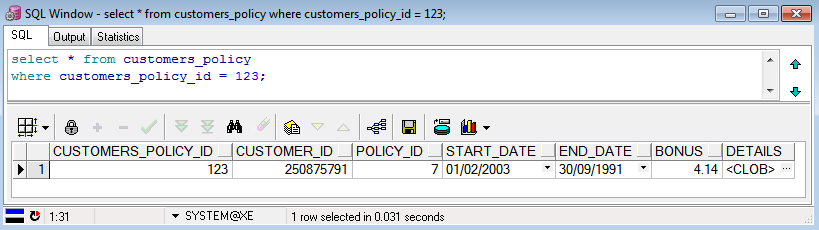 SQL Window - select * from customers_policy where customers_policy_id = 123;
SQL Output Statistics
select * from customers_policy
where customers_policy_id = 123;
CUSTOMERS_POLICY_ID CUSTOMER_ID POLICY_ID START_DATE END_DATE BONUS DETAILS
1 123 250875791 7 01/02/2003 30/09/1991 4.14 <CLOB> ...
1:31 SYSTEM@XE 1 row selected in 0.031 seconds